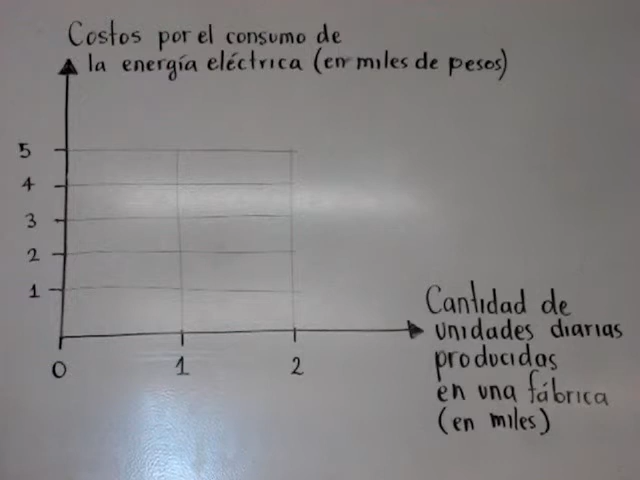 Costos por el consumo de
la energía eléctrica (en miles de pesos)
5
4
3
2
1
0 1 2
Cantidad de
unidades diarias
producidas
en una fábrica
(en miles)